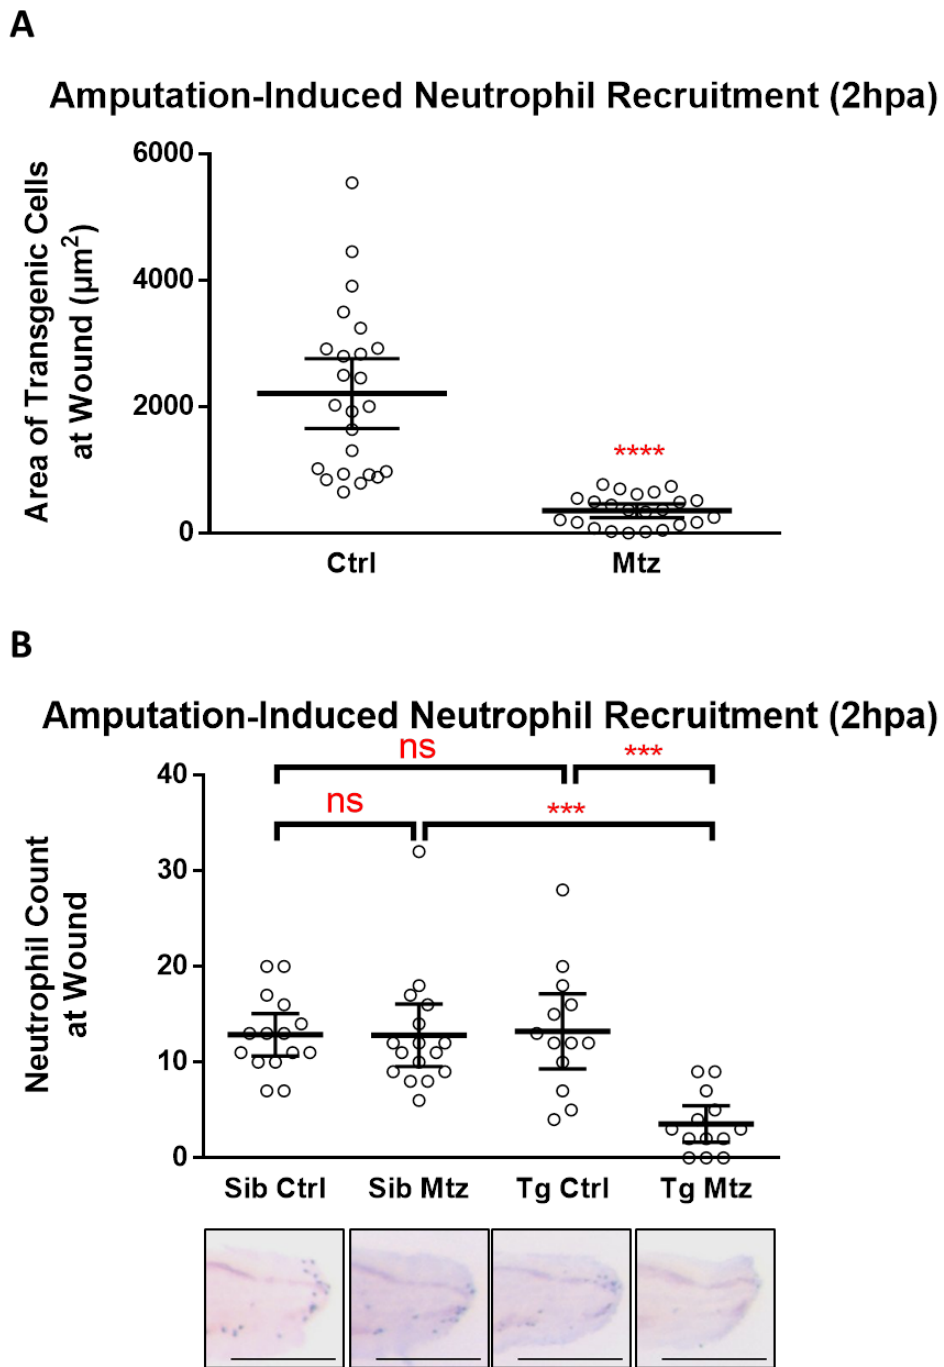 A
Amputation-Induced Neutrophil Recruitment (2hpa)
Area of Transgenic Cells
at Wound (µm²)
6000
4000
2000
0
****
Ctrl
Mtz
B
Amputation-Induced Neutrophil Recruitment (2hpa)
ns
***
ns
***
Neutrophil Count
at Wound
40
30
20
10
0
Sib Ctrl
Sib Mtz
Tg Ctrl
Tg Mtz